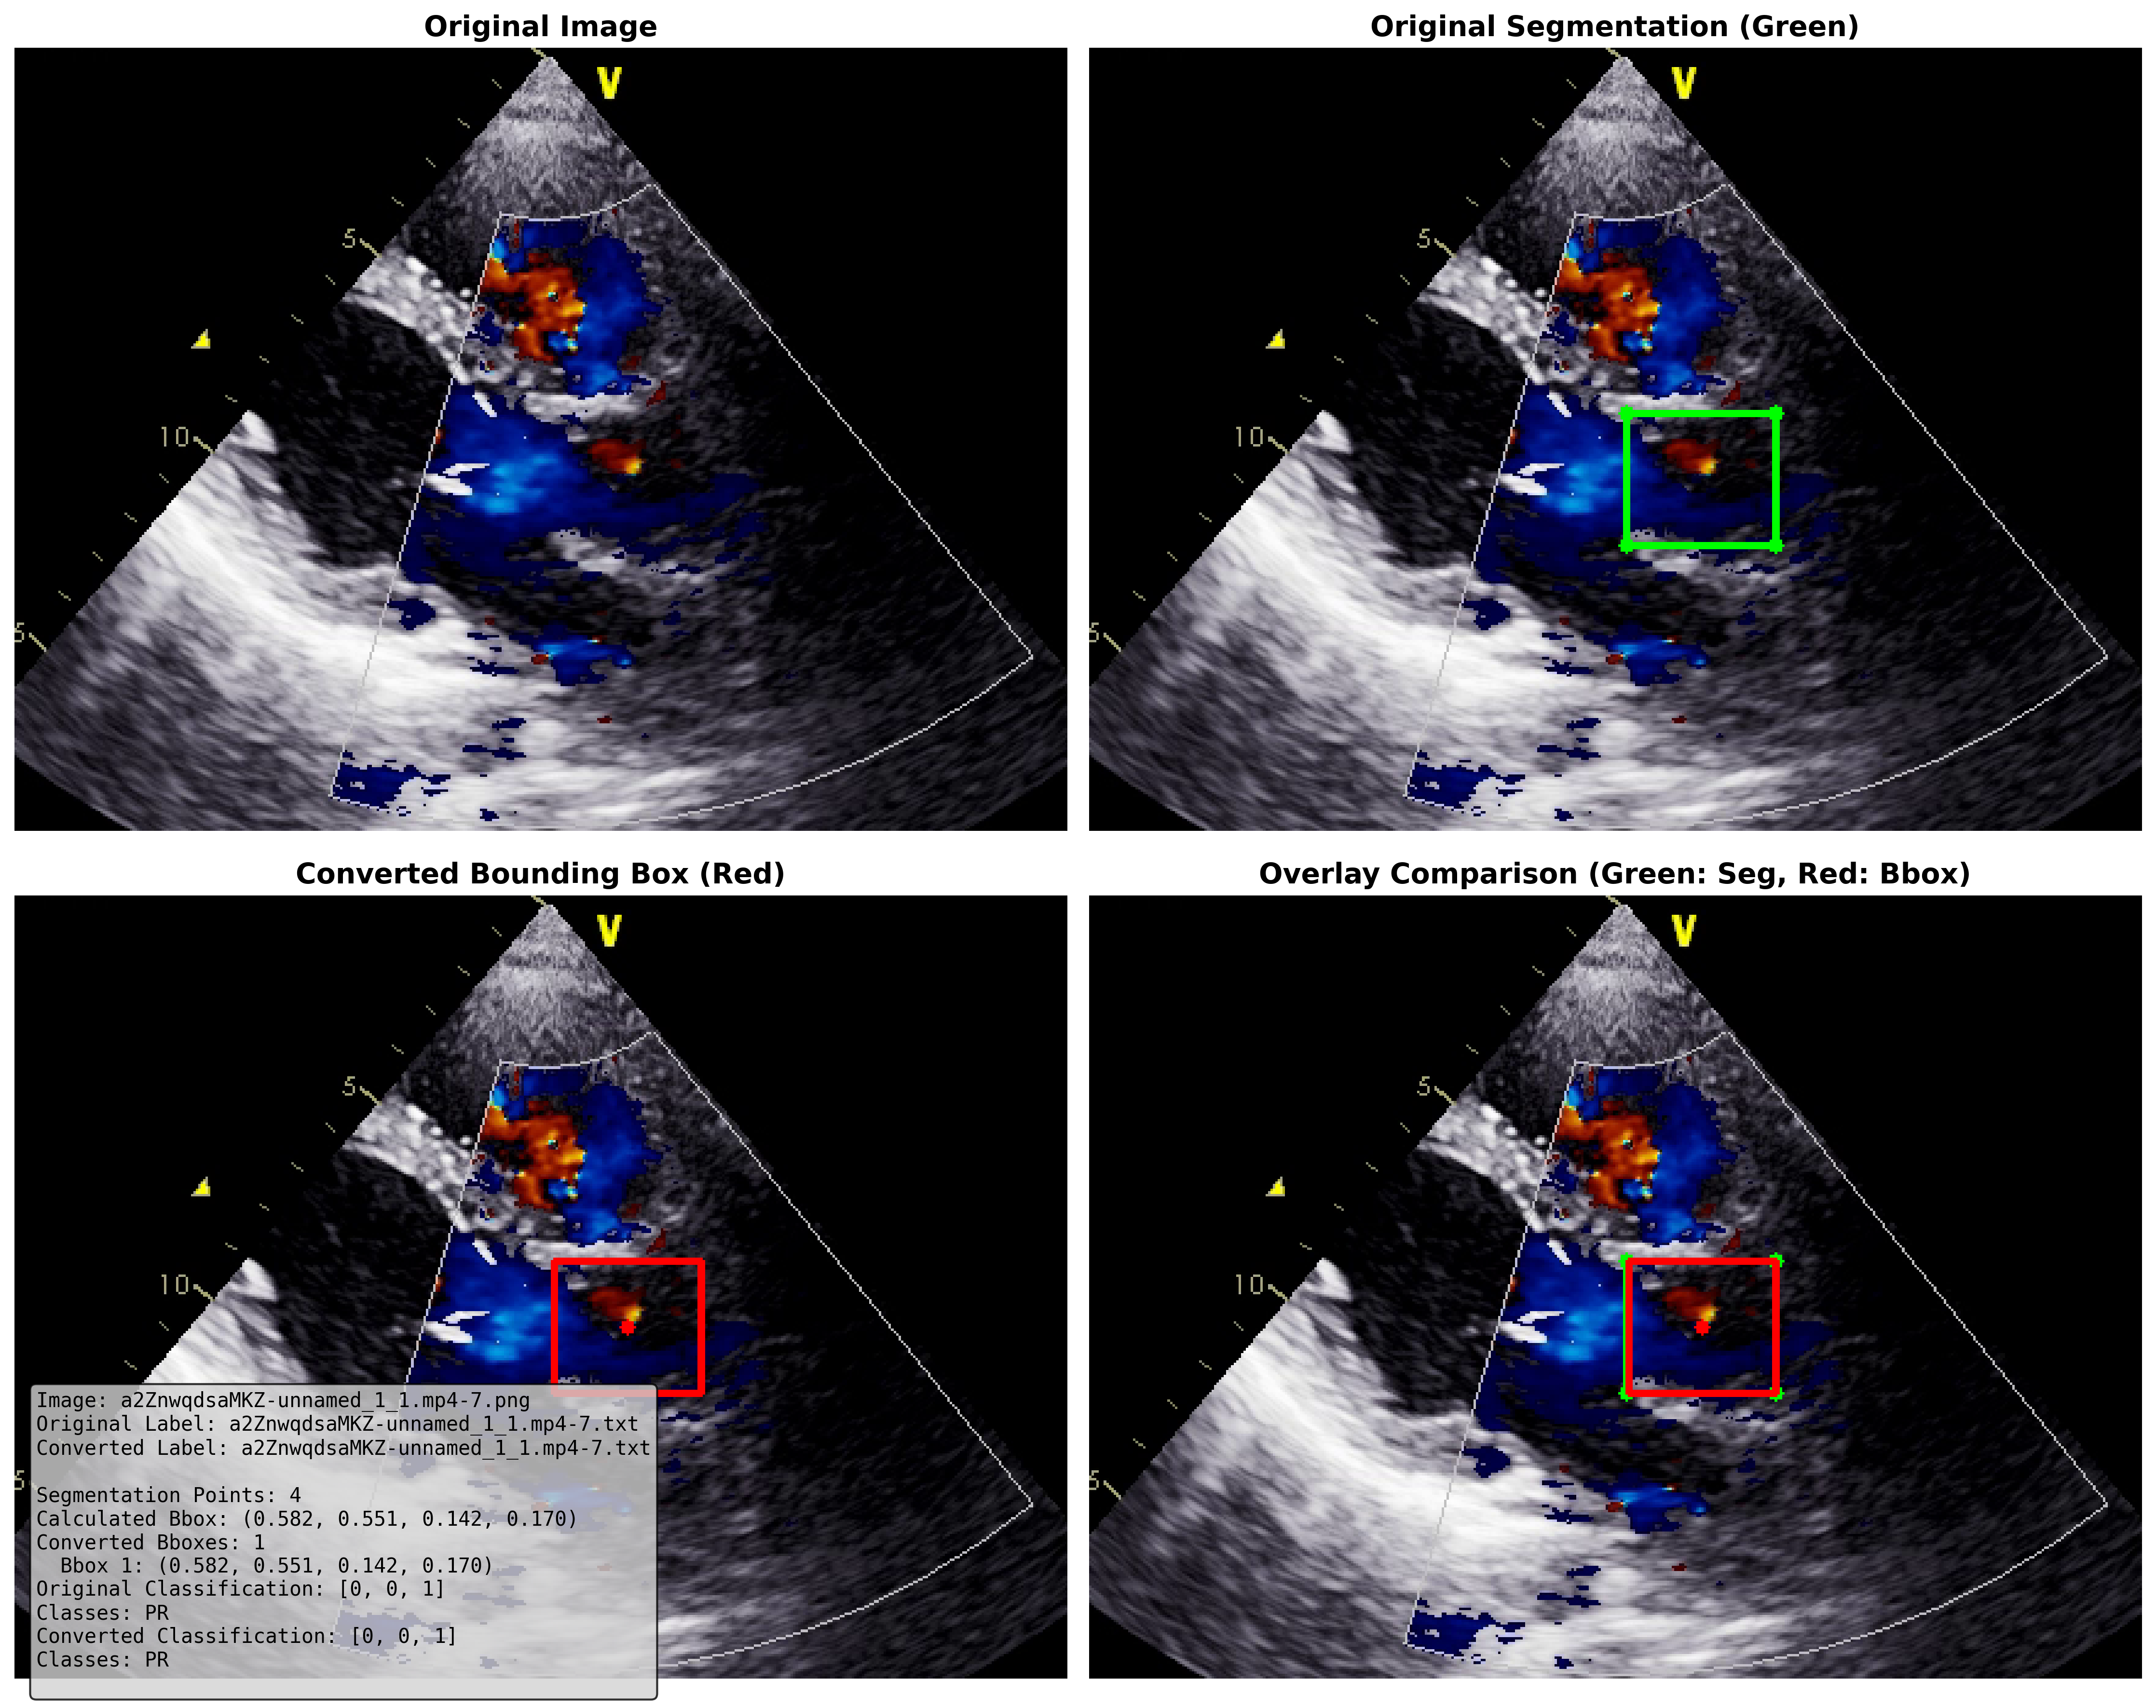 Original Image
Original Segmentation (Green)
V
5
10
5
V
5
10
5
Converted Bounding Box (Red)
Overlay Comparison (Green: Seg, Red: Bbox)
V
5
10
5
Image: a2ZnwqdsaMKZ-unnamed_1_1.mp4-7.png
Original Label: a2ZnwqdsaMKZ-unnamed_1_1.mp4-7.txt
Converted Label: a2ZnwqdsaMKZ-unnamed_1_1.mp4-7.txt
Segmentation Points: 4
Calculated Bbox: (0.582, 0.551, 0.142, 0.170)
Converted Bboxes: 1
Bbox 1: (0.582, 0.551, 0.142, 0.170)
Original Classification: [0, 0, 1]
Classes: PR
Converted Classification: [0, 0, 1]
Classes: PR
V
5
10
5